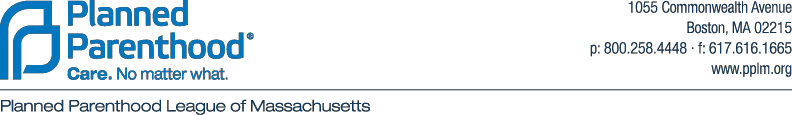 Planned
Parenthood®
Care. No matter what.
1055 Commonwealth Avenue
Boston, MA 02215
p: 800.258.4448 · f: 617.616.1665
www.pplm.org
Planned Parenthood League of Massachusetts